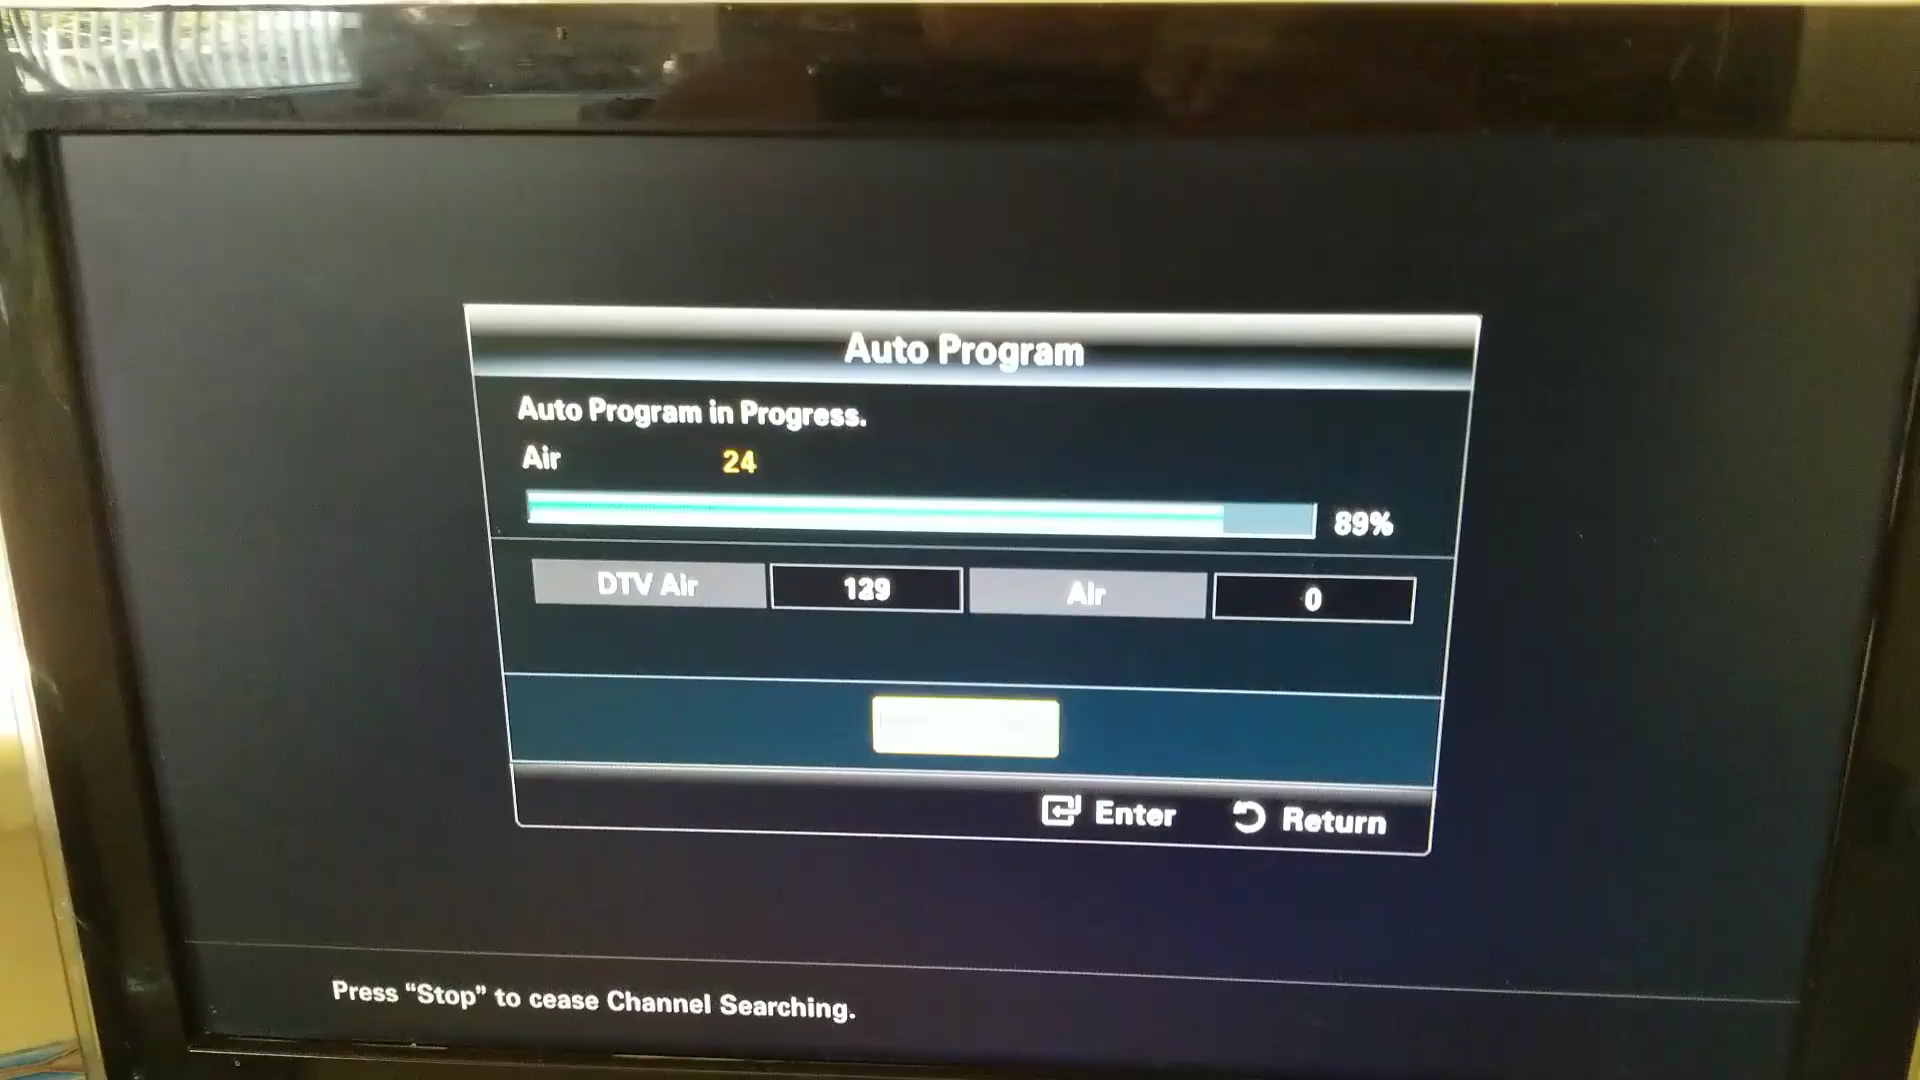 Auto Program
Auto Program in Progress.
Air 24
89%
DTV Air 129 Air 0
Enter Return
Press “Stop” to cease Channel Searching.